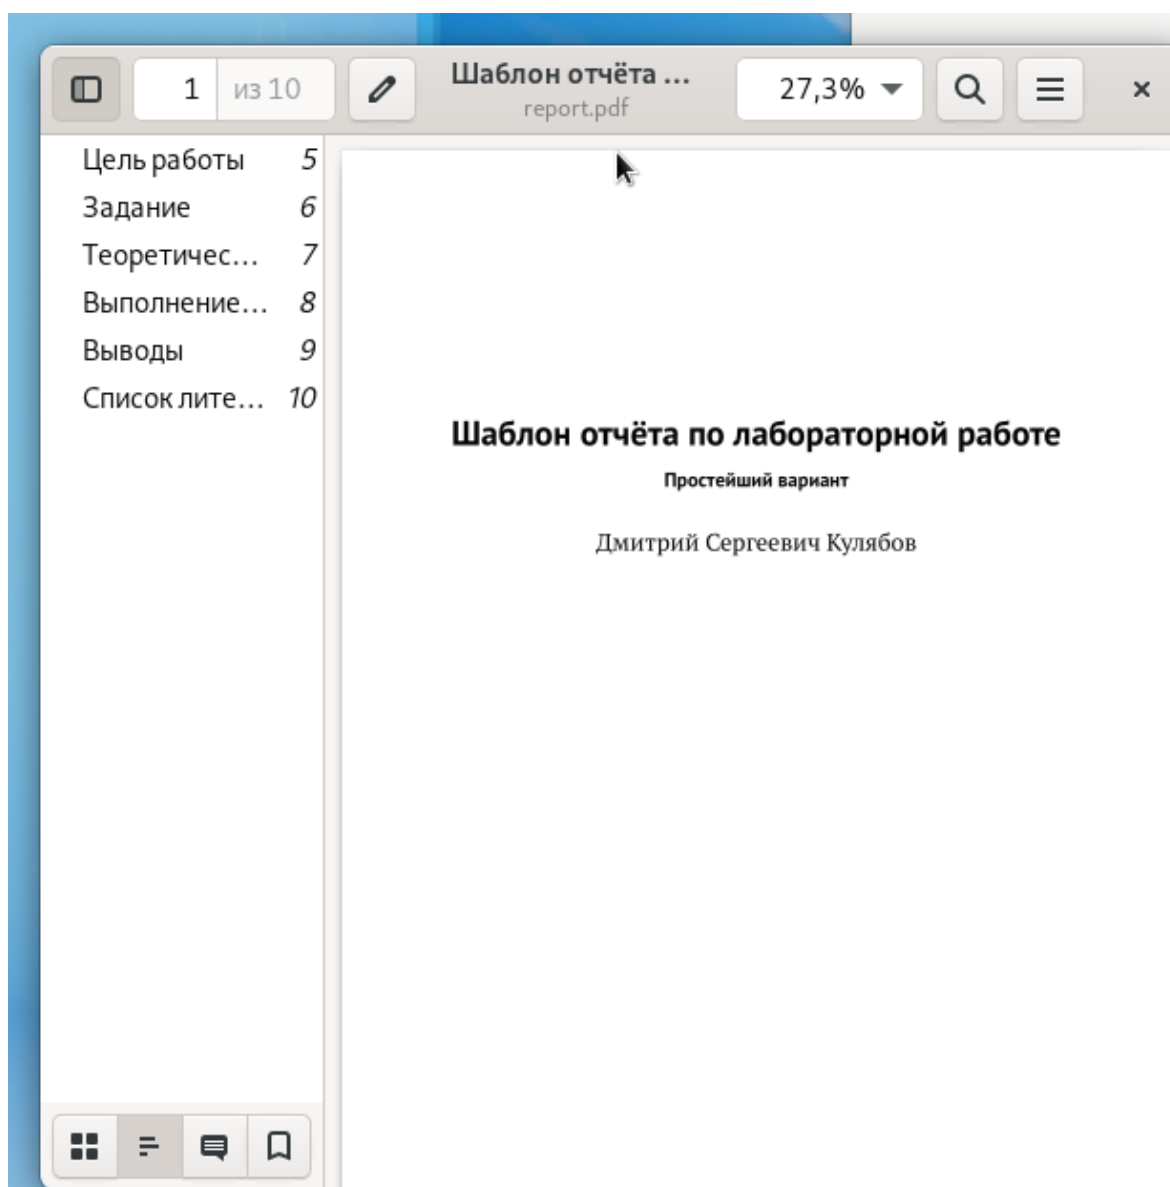 1 из 10 Шаблон отчёта ... 27,3%
report.pdf
Цель работы 5
Задание 6
Теоретичес... 7
Выполнение... 8
Выводы 9
Список лите... 10
Шаблон отчёта по лабораторной работе
Простейший вариант
Дмитрий Сергеевич Кулябов